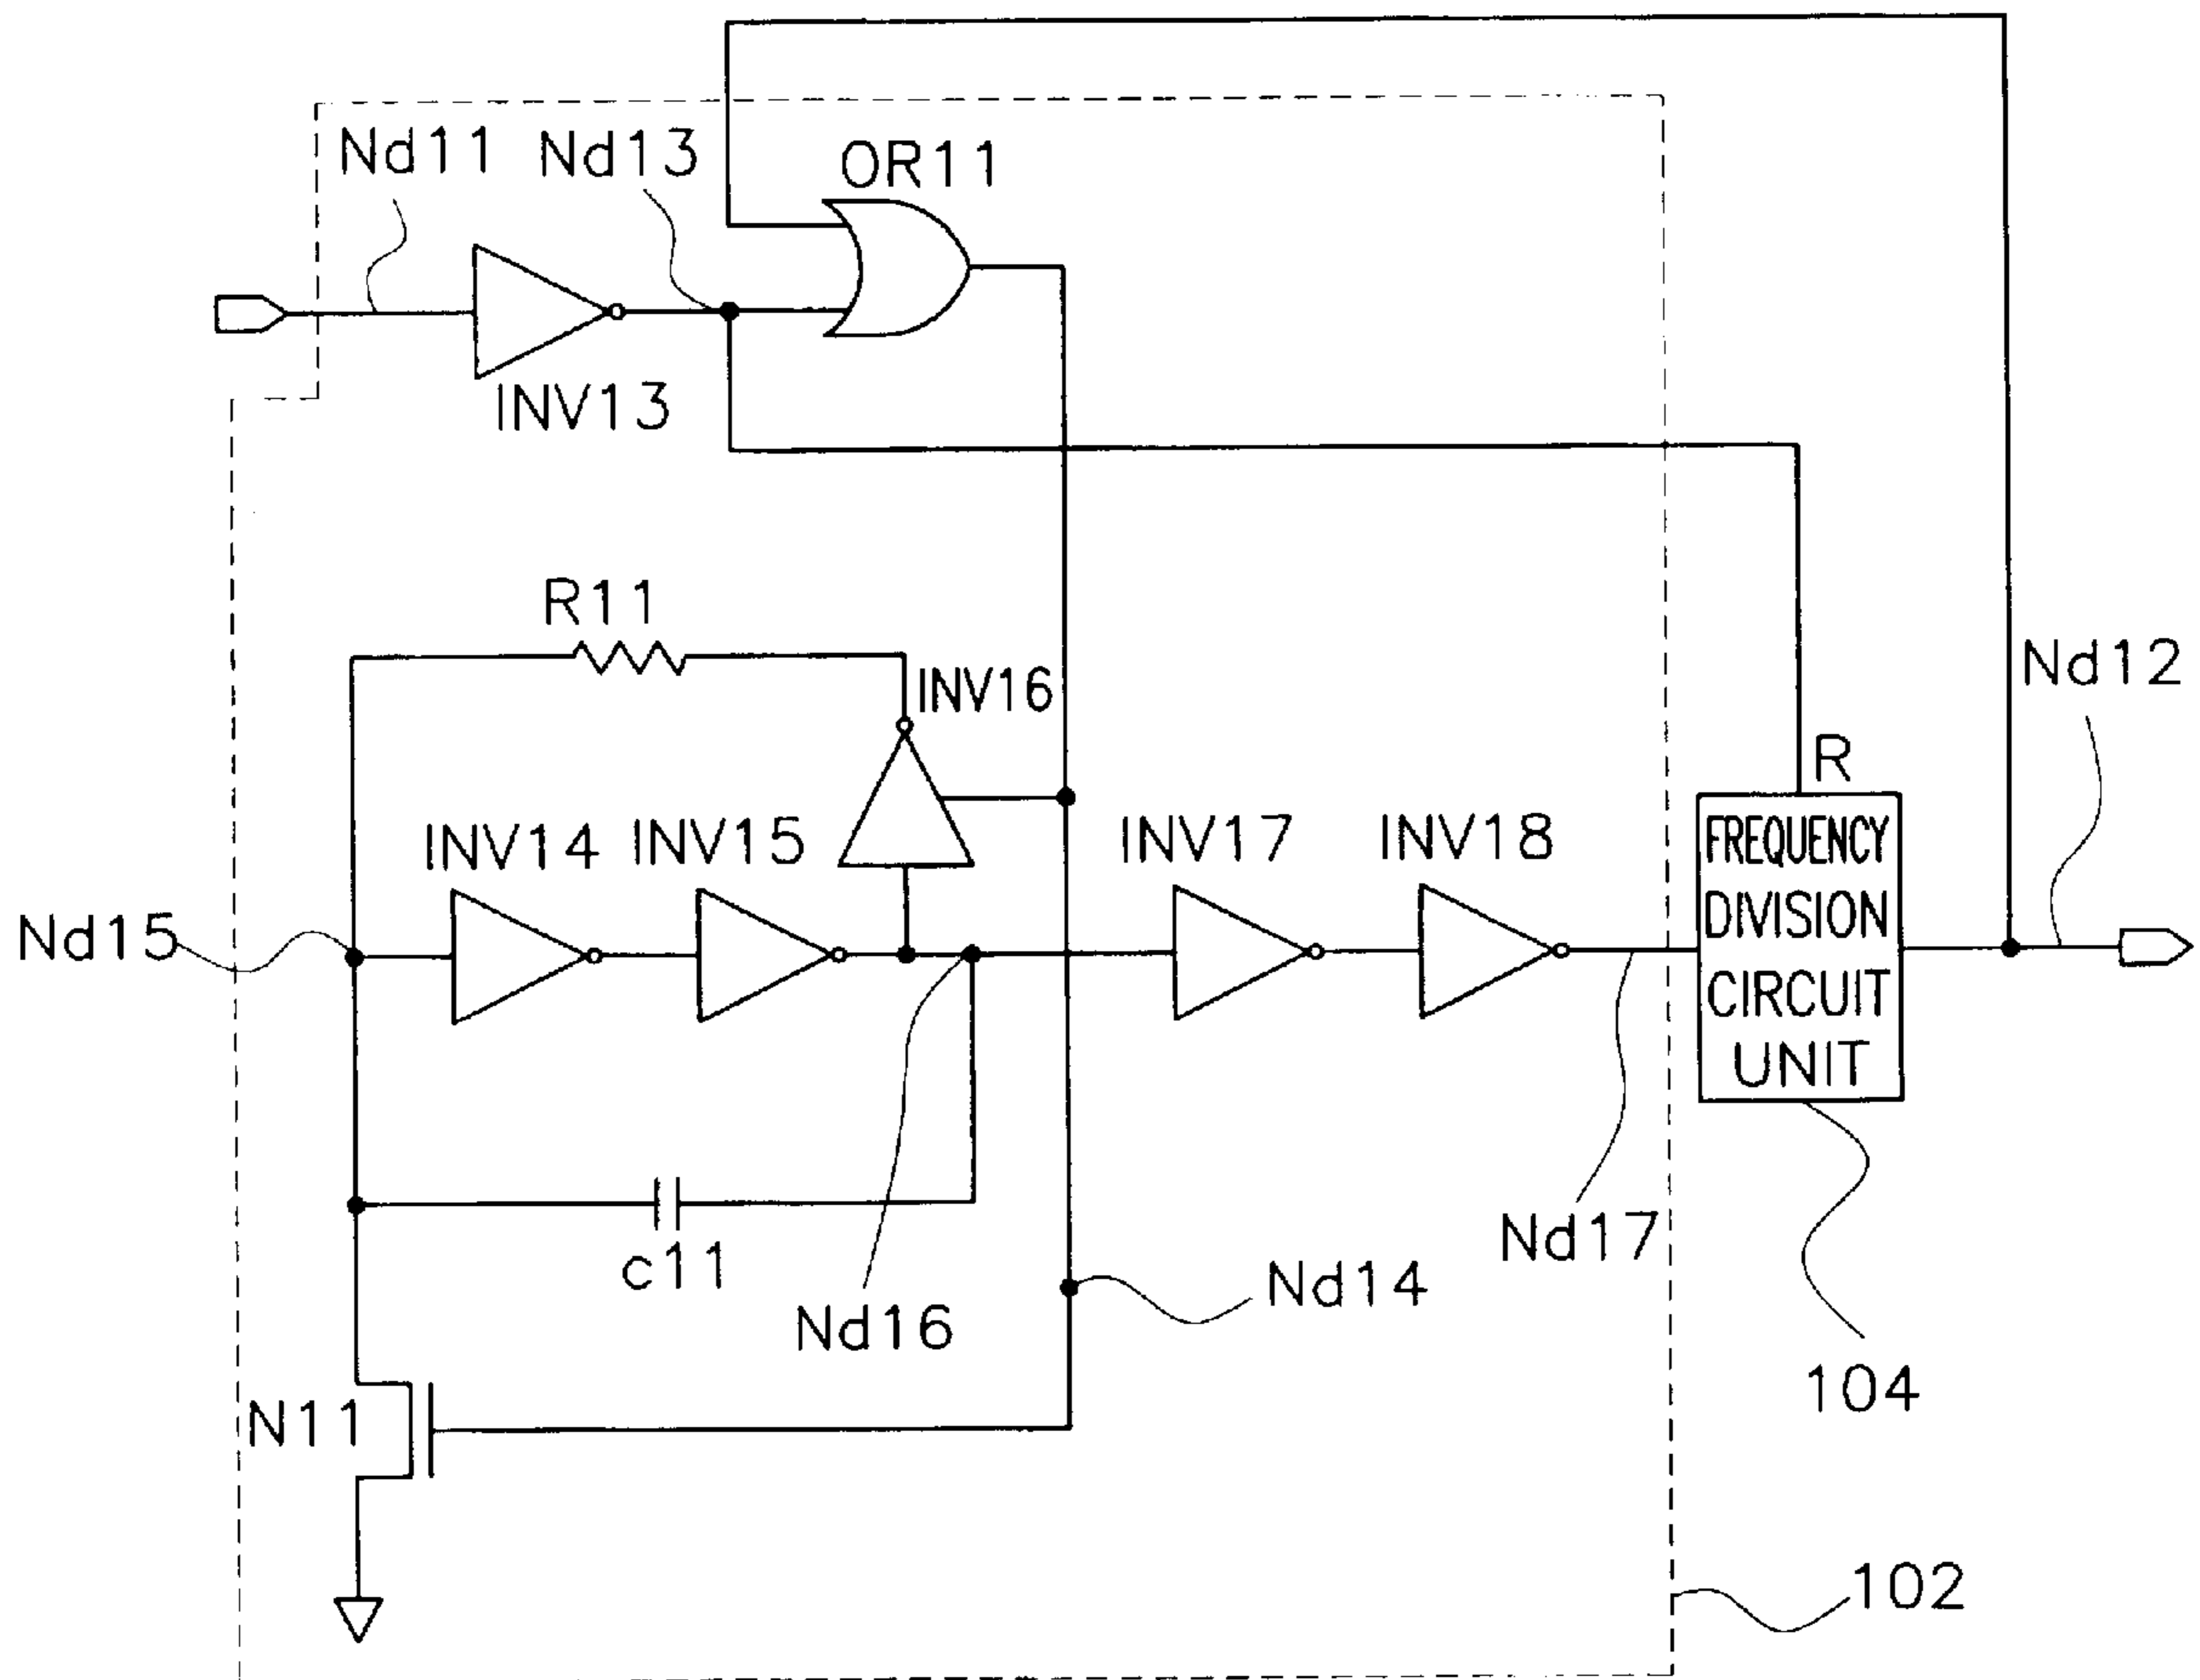 Nd11
Nd13
OR11
INV13
R11
INV16
Nd12
R
INV14
INV15
INV17
INV18
FREQUENCY
DIVISION
CIRCUIT
UNIT
Nd15
Nd17
c11
Nd16
Nd14
104
N11
102